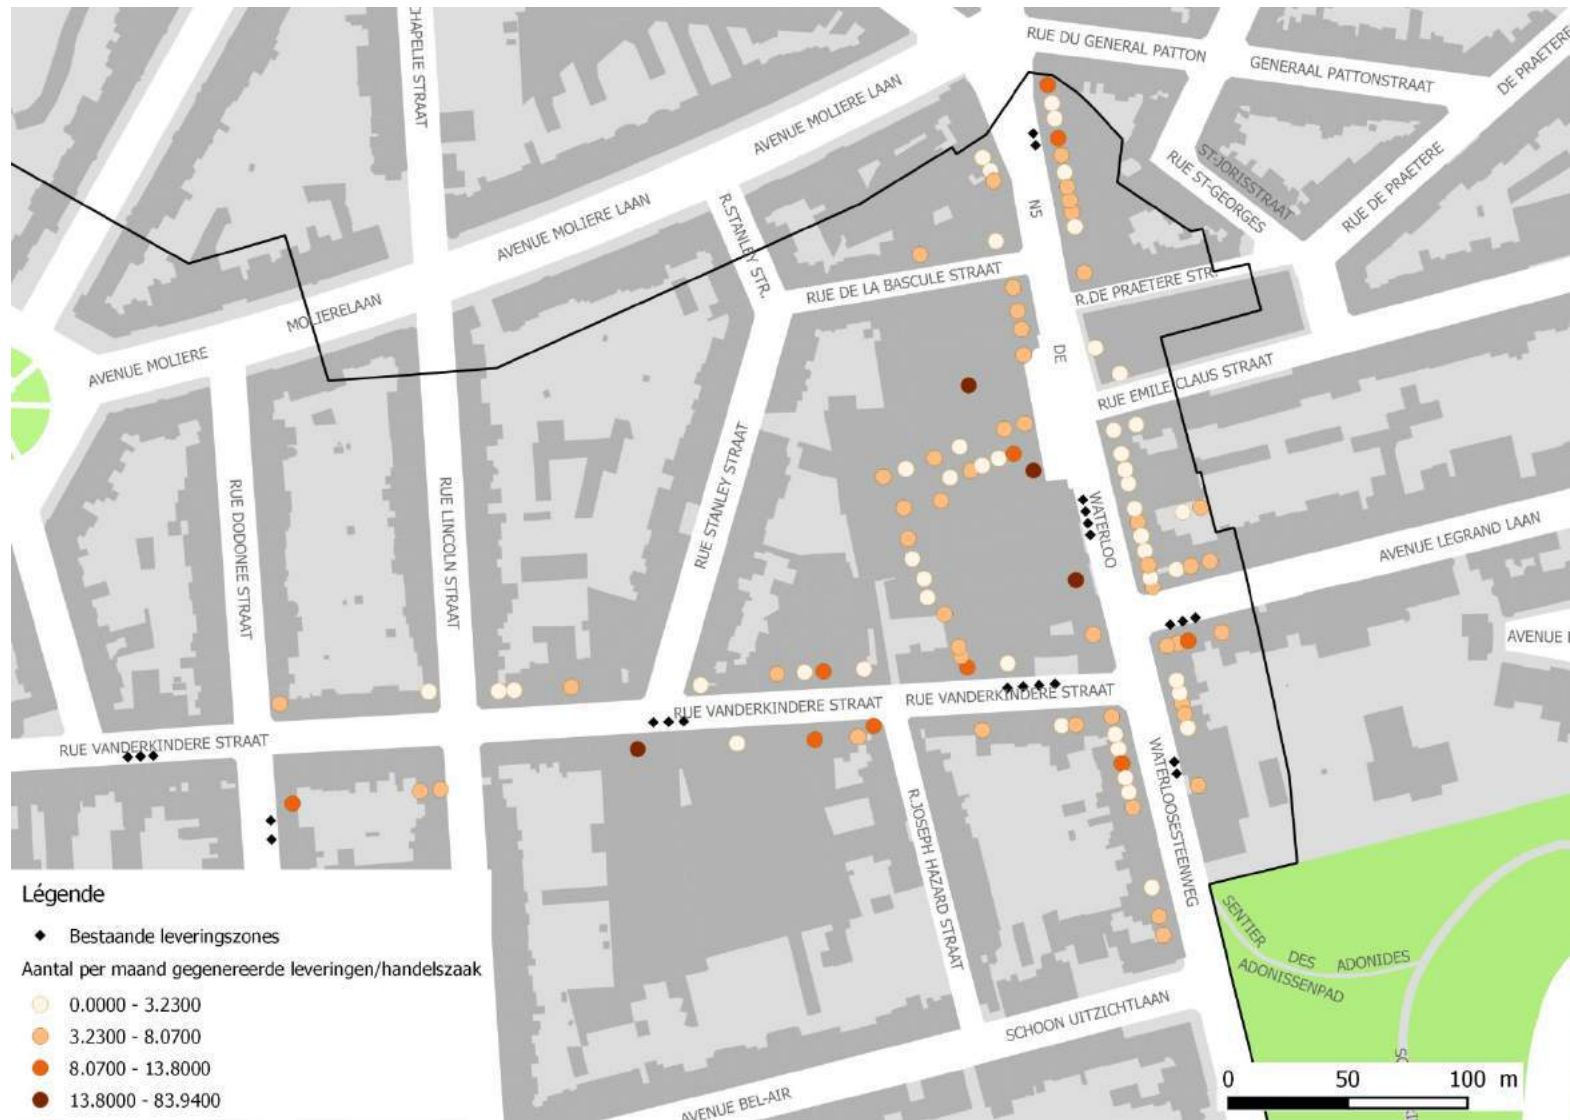 CHAPELIE STRAAT
RUE DU GENERAL PATTON
GENERAAL PATTONSTRAAT
DE PRAETERE
AVENUE MOLIERE LAAN
RUE ST-GEORGES
ST-JORISSTRAAT
RUE DE PRAETERE
N5
AVENUE MOLIERE LAAN
R.STANLEY STR.
RUE DE LA BASCULE STRAAT
R.DE PRAETERE STR.
MOLIERELAAN
AVENUE MOLIERE
DE
RUE EMILE CLAUS STRAAT
RUE STANLEY STRAAT
RUE DODONEE STRAAT
RUE LINCOLN STRAAT
WATERLOO
AVENUE LEGRAND LAAN
AVENUE
RUE VANDERKINDERE STRAAT
RUE VANDERKINDERE STRAAT
RUE VANDERKINDERE STRAAT
WATERLOOSESTEENWEG
R.JOSEPH HAZARD STRAAT
SENTIER DES ADONIDES
ADONISSENPAD
SCHOON UITZICHTLAAN
AVENUE BEL-AIR
Légende
Bestaande leveringszones
Aantal per maand gegenereerde leveringen/handelszaak
0.0000 - 3.2300
3.2300 - 8.0700
8.0700 - 13.8000
13.8000 - 83.9400
0 50 100 m